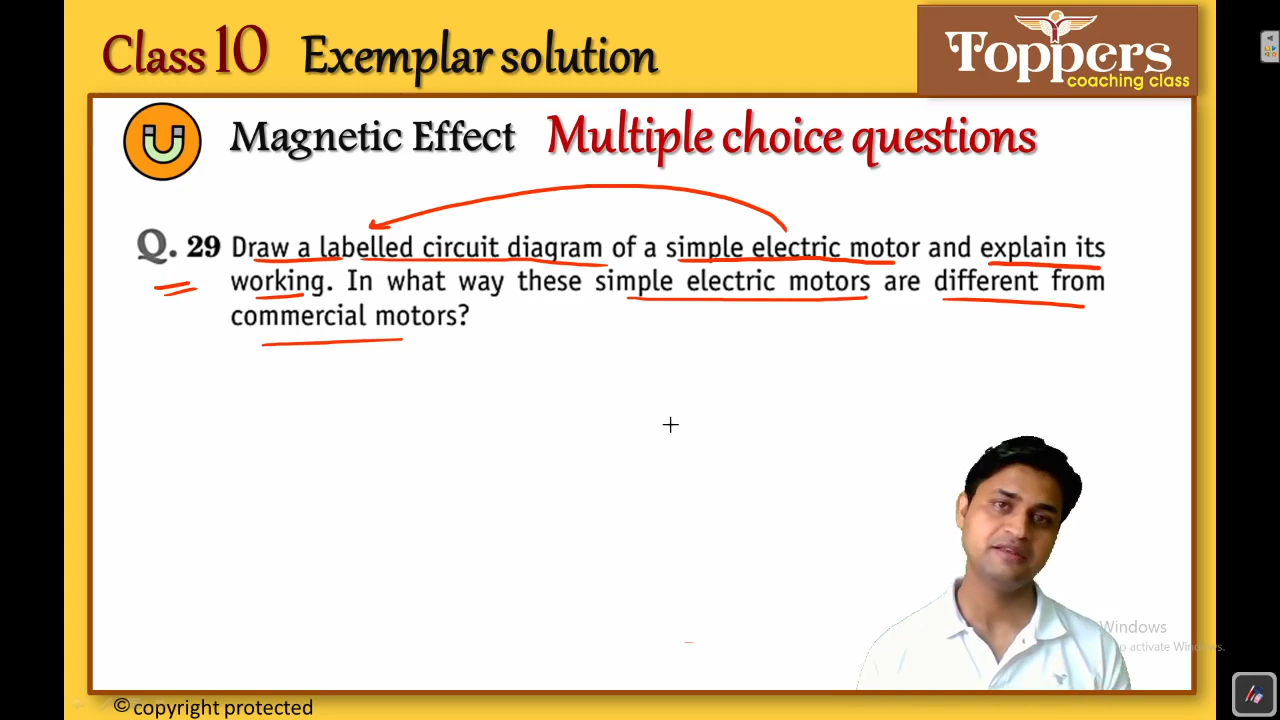 Class 10 Exemplar solution
Toppers
coaching class
Magnetic Effect Multiple choice questions
Q. 29 Draw a labelled circuit diagram of a simple electric motor and explain its
working. In what way these simple electric motors are different from
commercial motors?
Windows
o activate Windows.
© copyright protected